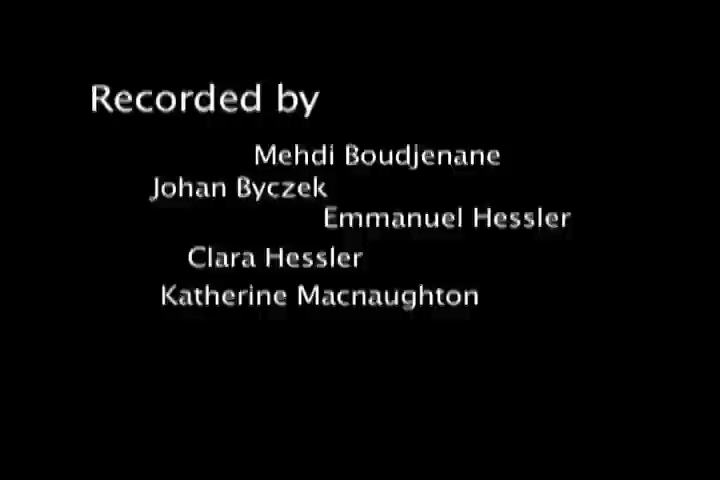 Recorded by
Mehdi Boudjenane
Johan Byczek
Emmanuel Hessler
Clara Hessler
Katherine Macnaughton